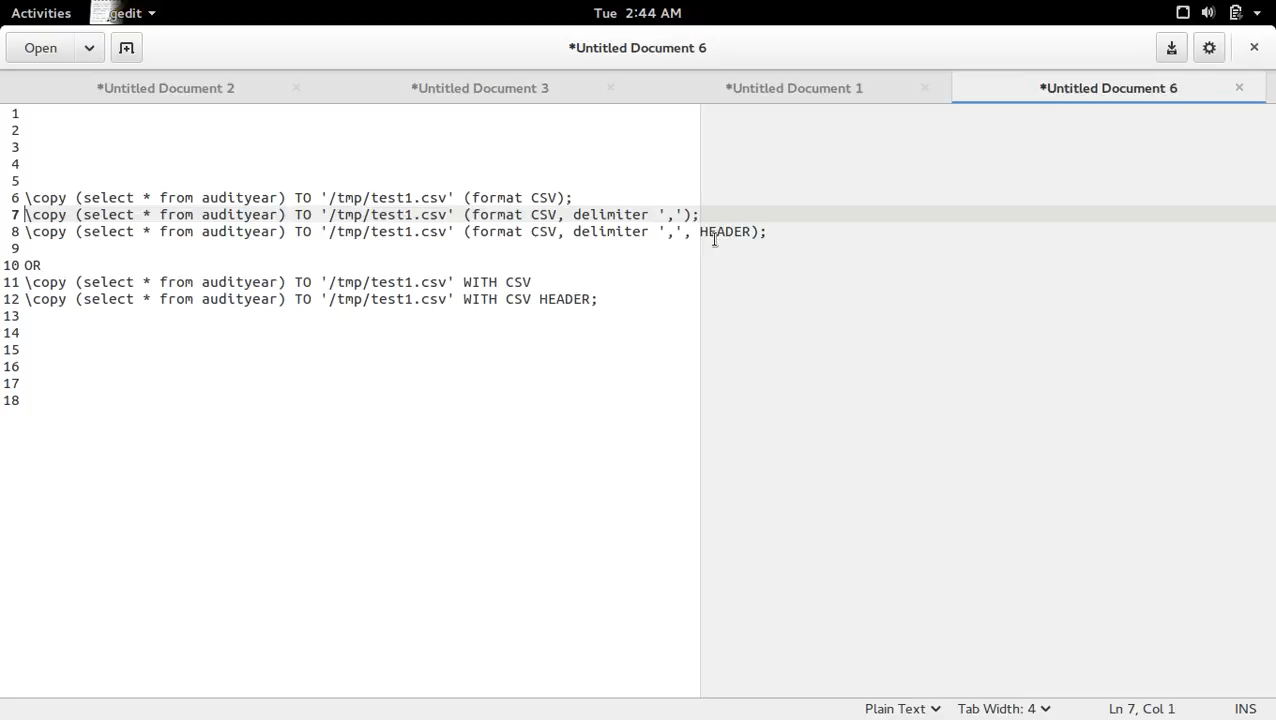 Activities gedit Tue 2:44 AM
Open *Untitled Document 6
*Untitled Document 2 *Untitled Document 3 *Untitled Document 1 *Untitled Document 6
1
2
3
4
5
6 \copy (select * from audityear) TO '/tmp/test1.csv' (format CSV);
7 \copy (select * from audityear) TO '/tmp/test1.csv' (format CSV, delimiter ',');
8 \copy (select * from audityear) TO '/tmp/test1.csv' (format CSV, delimiter ',', HEADER);
9
10 OR
11 \copy (select * from audityear) TO '/tmp/test1.csv' WITH CSV
12 \copy (select * from audityear) TO '/tmp/test1.csv' WITH CSV HEADER;
13
14
15
16
17
18
Plain Text Tab Width: 4 Ln 7, Col 1 INS